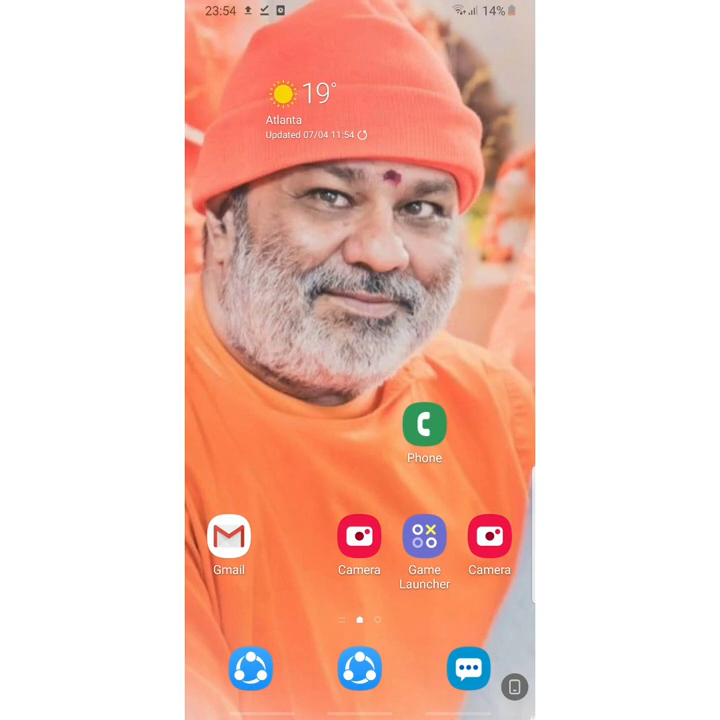 23:54 14%
19°
Atlanta
Updated 07/04 11:54
Phone
Gmail
Camera
Game
Launcher
Camera